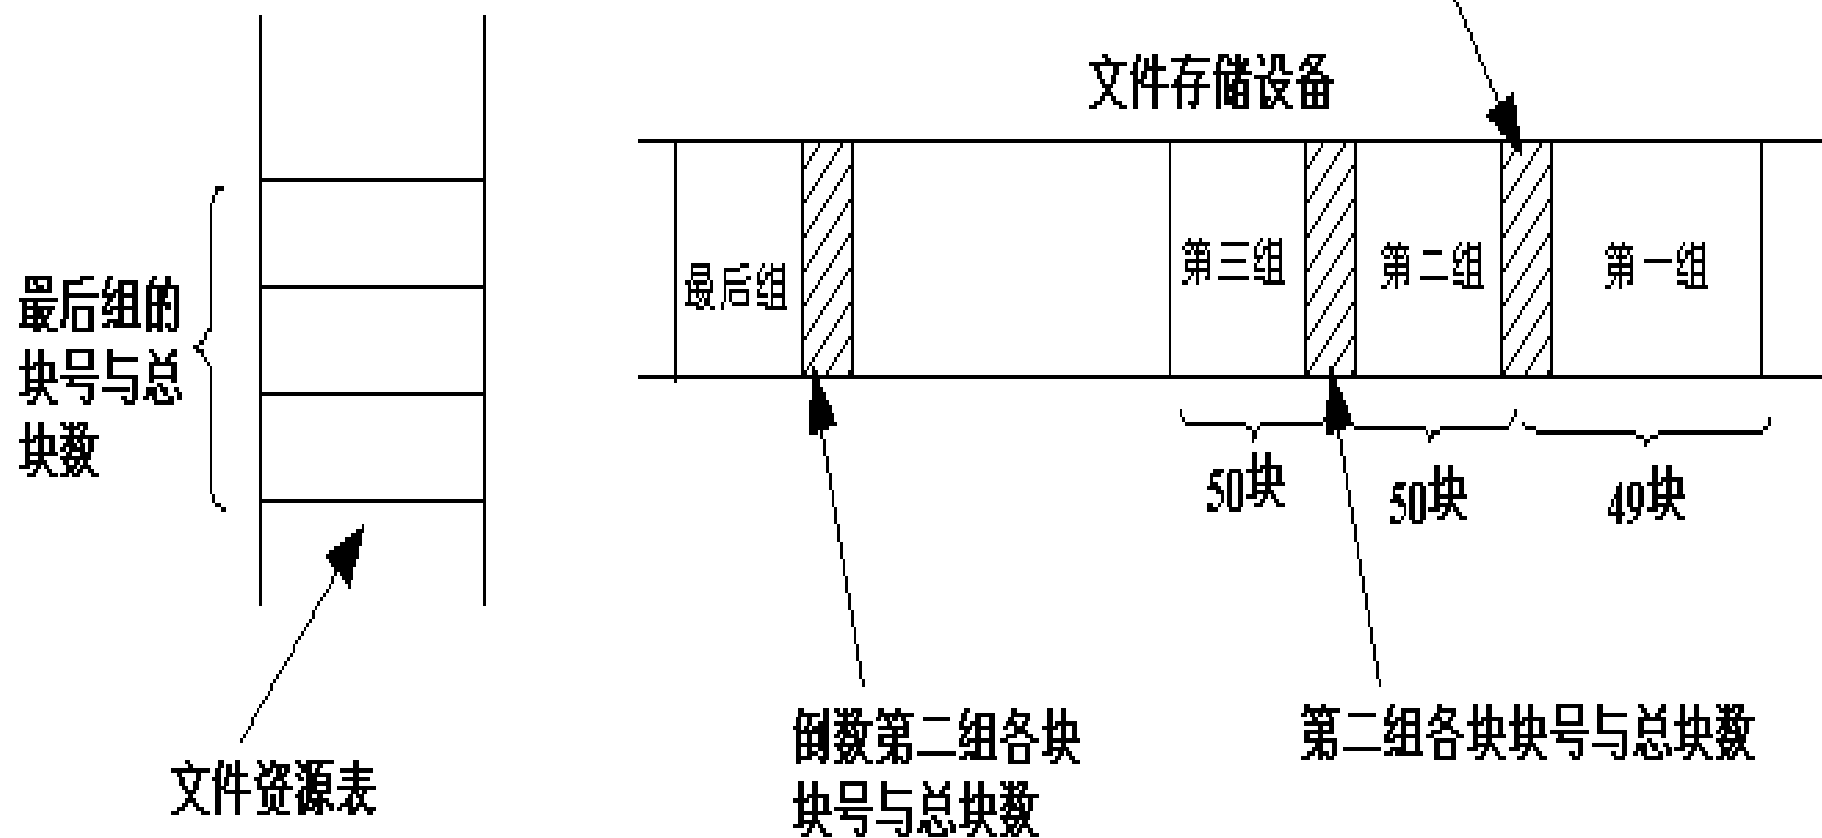 文件存储设备
最后组
第三组
第二组
第一组
最后组的
块号与总
块数
50块
50块
49块
文件资源表
倒数第二组各块
块号与总块数
第二组各块块号与总块数